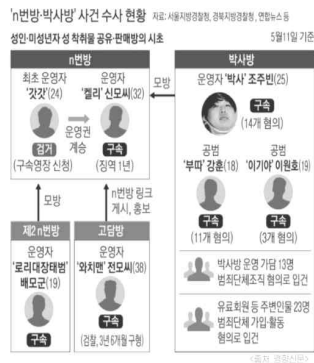 'n번방·박사방' 사건 수사 현황 자료: 서울지방경찰청, 경북지방경찰청, 연합뉴스 등
성인·미성년자 성 착취물 공유·판매방의 시초
5월11일 기준
n번방
최초 운영자
'갓갓'(24)
검거
(구속영장 신청)
운영권
계승
운영자
'켈리' 신모씨(32)
구속
(징역 1년)
모방
박사방
운영자 '박사' 조주빈(25)
구속
(14개 혐의)
공범
'부따' 강훈(18)
구속
(11개 혐의)
공범
'이기야' 이원호(19)
구속
(3개 혐의)
박사방 운영 가담 13명
범죄단체조직 혐의로 입건
유료회원 등 주변인물 23명
범죄단체 가입·활동
혐의로 입건
모방
n번방 링크
게시, 홍보
제2 n번방
운영자
'로리대장태범'
배모군(19)
구속
고담방
운영자
'와치맨' 전모씨(38)
구속
(검찰, 3년 6개월 구형)
<출처: 경향신문>